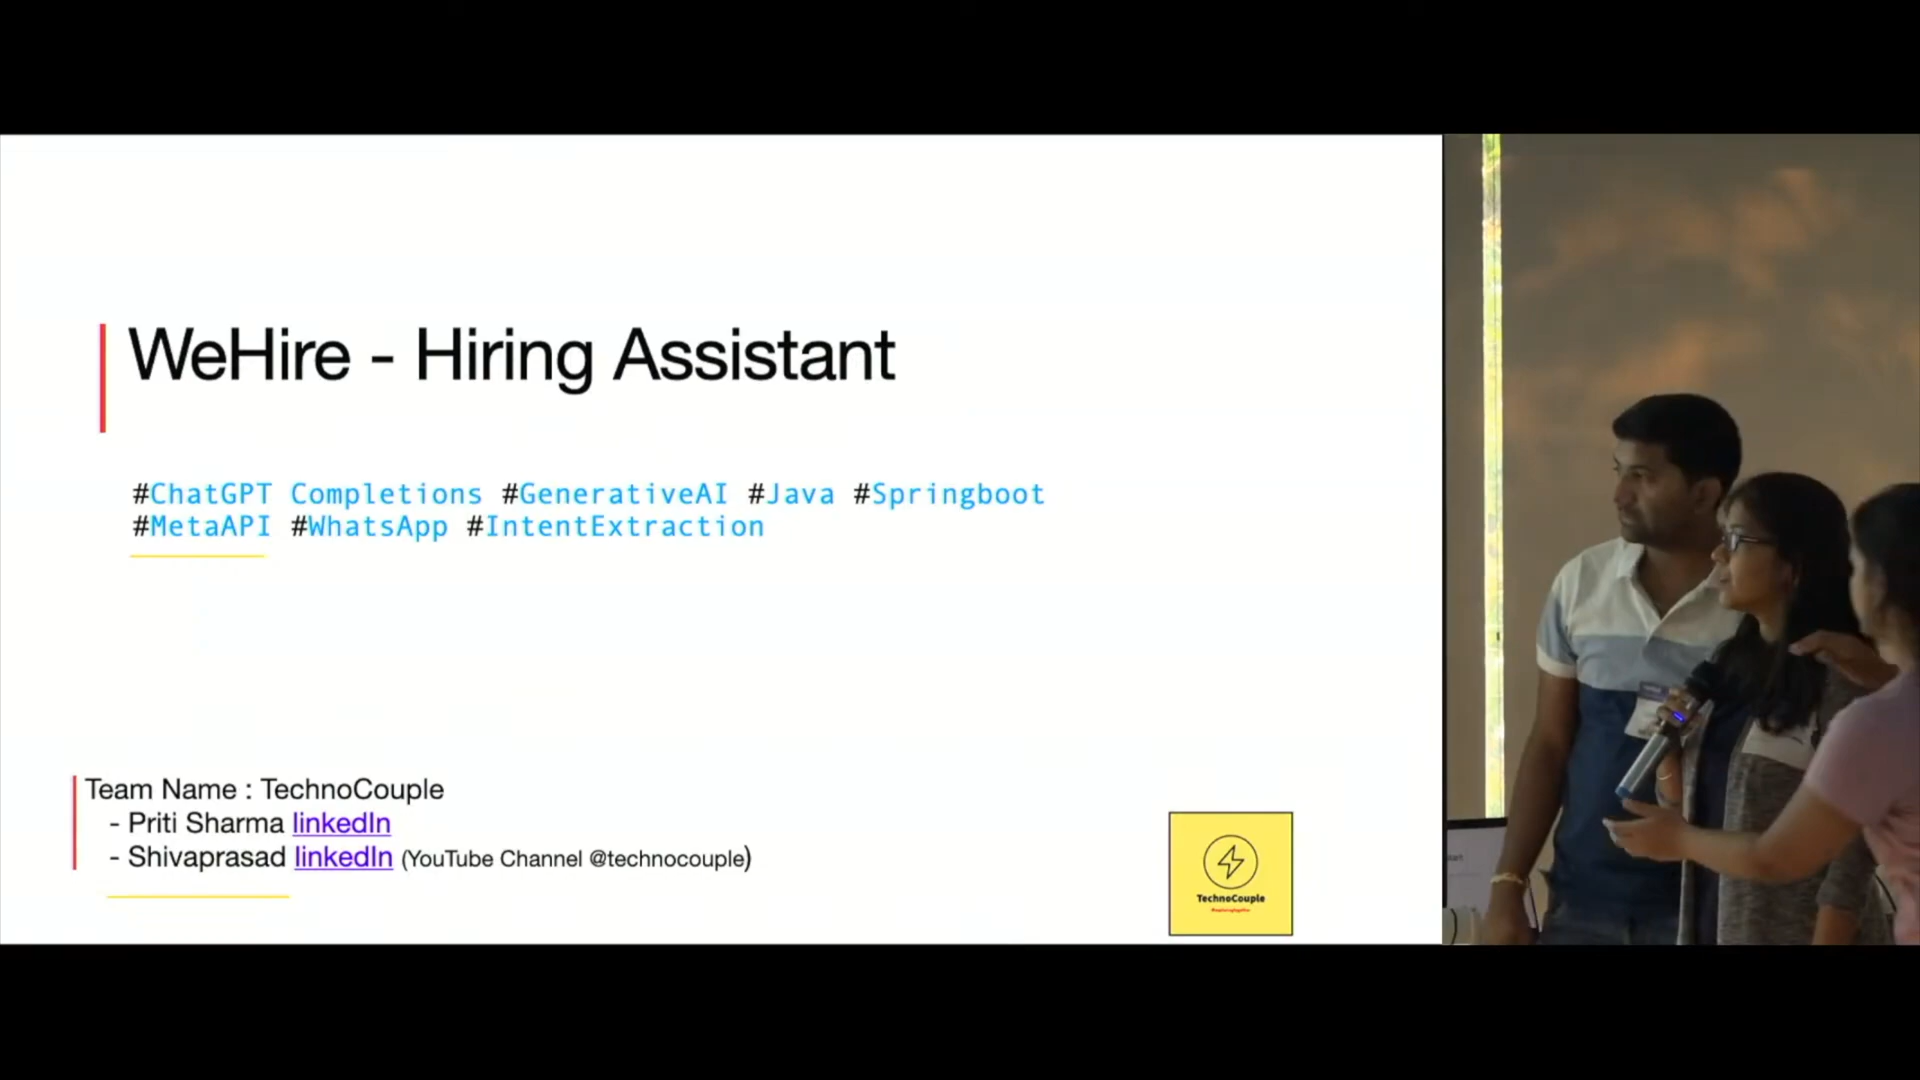 WeHire - Hiring Assistant
#ChatGPT Completions #GenerativeAI #Java #Springboot
#MetaAPI #WhatsApp #IntentExtraction
Team Name : TechnoCouple
- Priti Sharma linkedIn
- Shivaprasad linkedIn (YouTube Channel @technocouple)
TechnoCouple